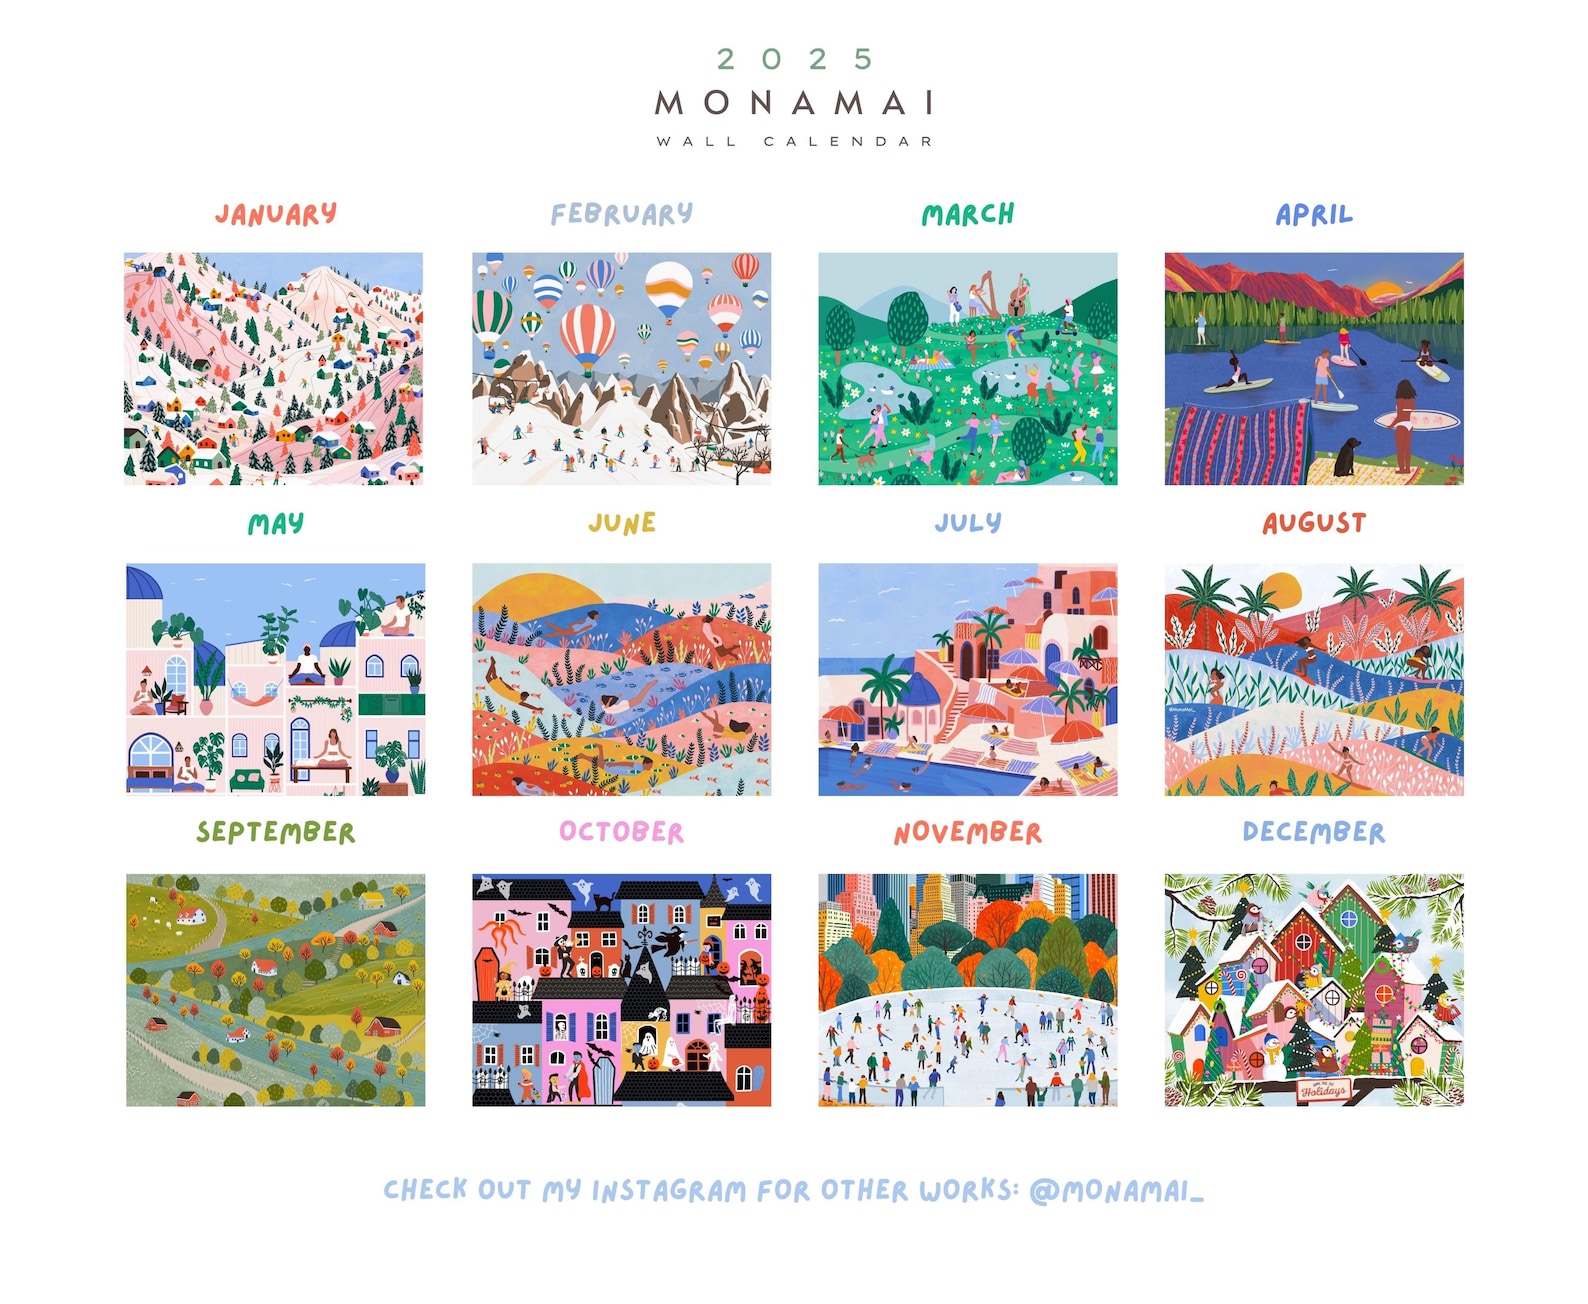 2025
MONAMAI
WALL CALENDAR
JANUARY
FEBRUARY
MARCH
APRIL
MAY
JUNE
JULY
AUGUST
@MonaMai_
SEPTEMBER
OCTOBER
NOVEMBER
DECEMBER
Holidays
CHECK OUT MY INSTAGRAM FOR OTHER WORKS: @MONAMAI_